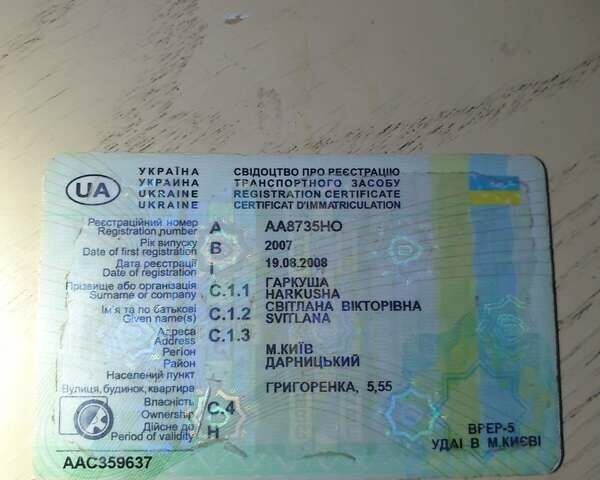 UA
УКРАЇНА СВІДОЦТВО ПРО РЕЄСТРАЦІЮ
УКРАИНА ТРАНСПОРТНОГО ЗАСОБУ
UKRAINE REGISTRATION CERTIFICATE
UKRAINE CERTIFICAT D'IMMATRICULATION
Реєстраційний номер A AA8735HO
Registration number
Рік випуску B 2007
Date of first registration
Дата реєстрації I 19.08.2008
Date of registration
Прізвище або організація C.1.1 ГАРКУША
Surname or company HARKUSHA
Ім'я та по батькові C.1.2 СВІТЛАНА ВІКТОРІВНА
Given name(s) SVITLANA
Адреса C.1.3
Address
Регіон М.КИЇВ
Район ДАРНИЦЬКИЙ
Населений пункт
Вулиця, будинок, квартира ГРИГОРЕНКА, 5,55
Власність C.4
Ownership
Дійсне до H
Period of validity
ВРЕР-5
УДАІ В М.КИЄВІ
AAC359637